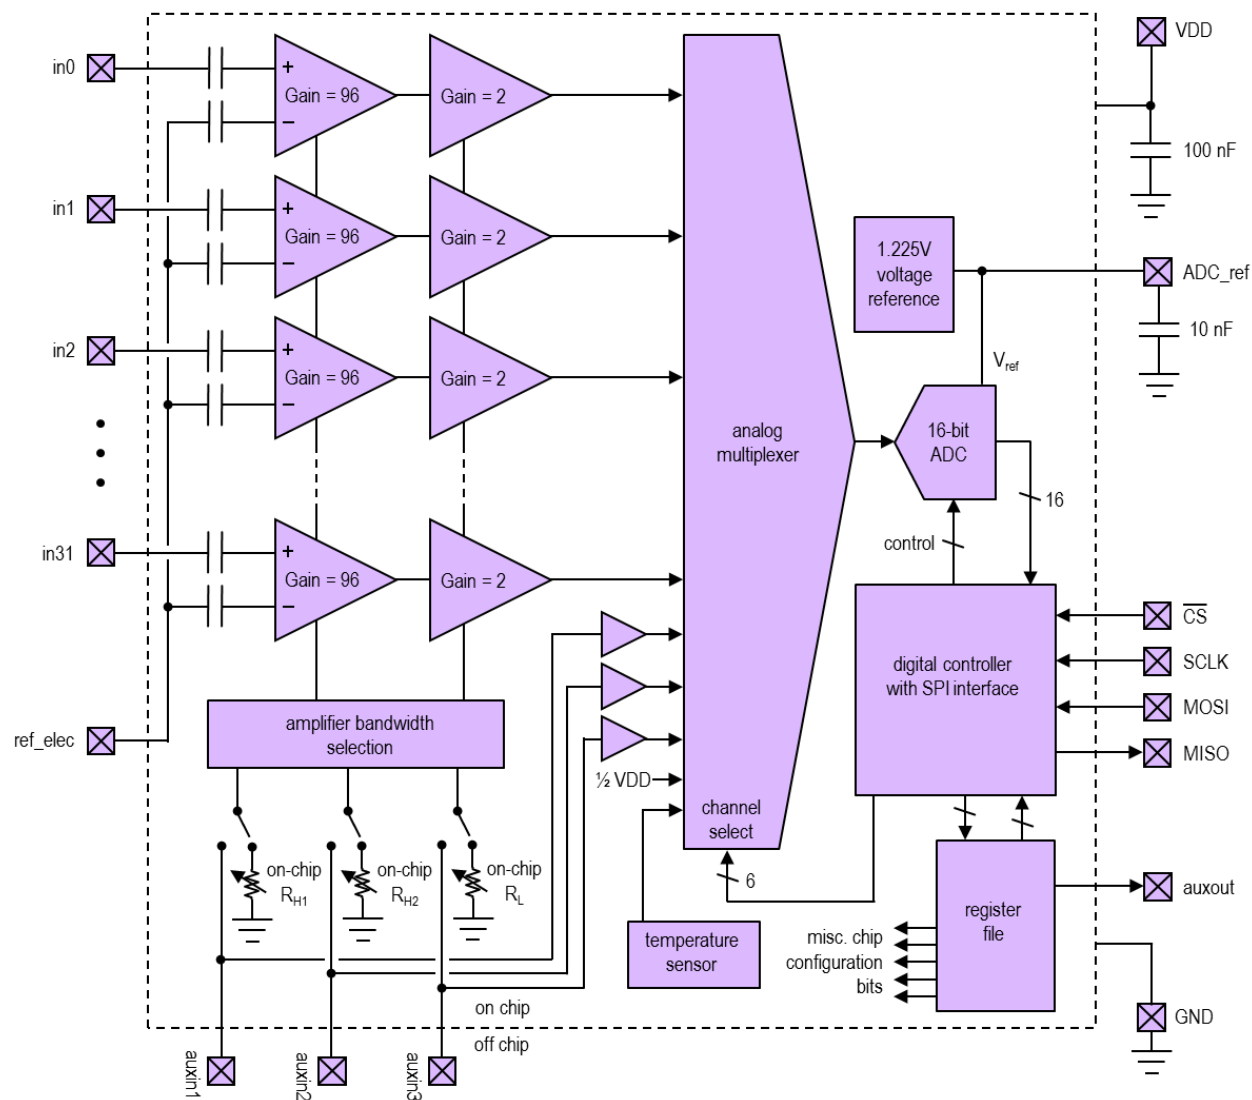 in0
+
Gain = 96
−
Gain = 2
in1
+
Gain = 96
−
Gain = 2
in2
+
Gain = 96
−
Gain = 2
in31
+
Gain = 96
−
Gain = 2
ref_elec
amplifier bandwidth
selection
on-chip
RH1
on-chip
RH2
on-chip
RL
auxin1
auxin2
auxin3
on chip
off chip
½ VDD
temperature
sensor
analog
multiplexer
channel
select
6
1.225V
voltage
reference
Vref
16-bit
ADC
16
control
digital controller
with SPI interface
register
file
misc. chip
configuration
bits
VDD
100 nF
ADC_ref
10 nF
C̅S̅
SCLK
MOSI
MISO
auxout
GND